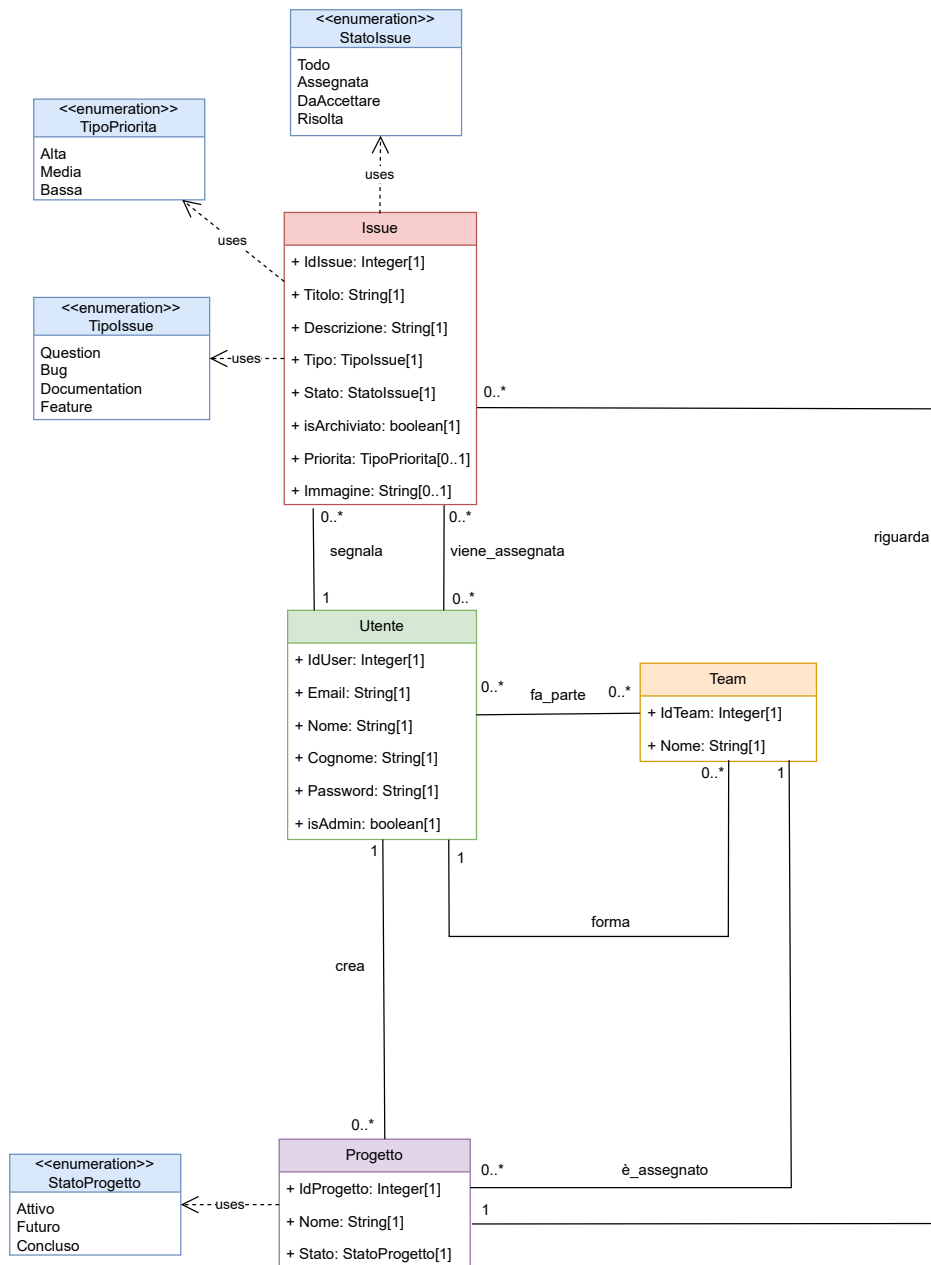 <<enumeration>>
StatoIssue
Todo
Assegnata
DaAccettare
Risolta
<<enumeration>>
TipoPriorita
Alta
Media
Bassa
uses
uses
Issue
+ IdIssue: Integer[1]
+ Titolo: String[1]
+ Descrizione: String[1]
+ Tipo: TipoIssue[1]
+ Stato: StatoIssue[1]
+ isArchiviato: boolean[1]
+ Priorita: TipoPriorita[0..1]
+ Immagine: String[0..1]
<<enumeration>>
TipoIssue
Question
Bug
Documentation
Feature
uses
0..*
riguarda
0..*
0..*
segnala
viene_assegnata
1
0..*
Utente
+ IdUser: Integer[1]
+ Email: String[1]
+ Nome: String[1]
+ Cognome: String[1]
+ Password: String[1]
+ isAdmin: boolean[1]
0..*
fa_parte
0..*
Team
+ IdTeam: Integer[1]
+ Nome: String[1]
0..*
1
1
1
forma
crea
0..*
Progetto
+ IdProgetto: Integer[1]
+ Nome: String[1]
+ Stato: StatoProgetto[1]
0..*
è_assegnato
1
<<enumeration>>
StatoProgetto
Attivo
Futuro
Concluso
uses